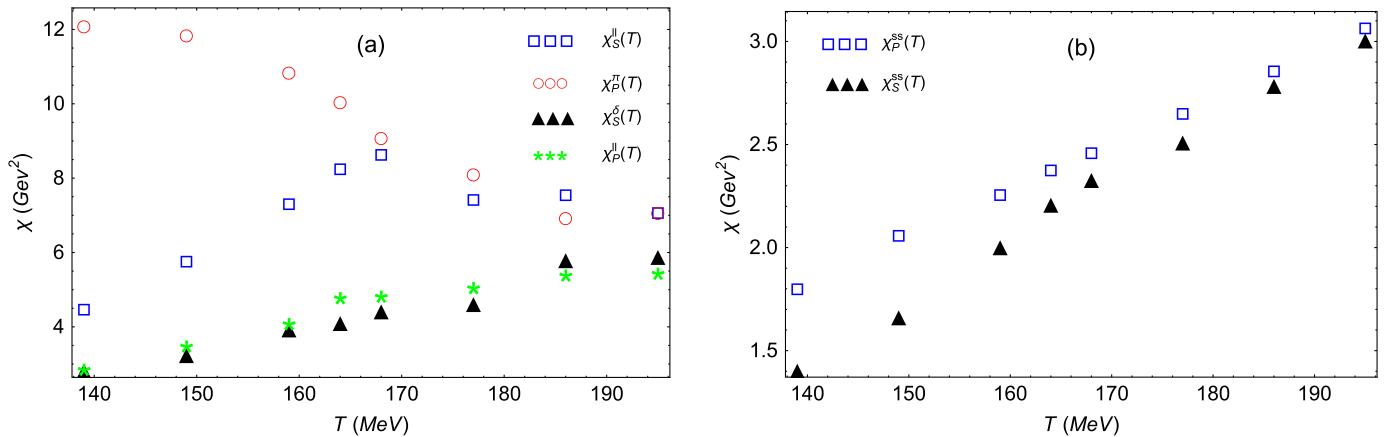 (a)
χ_S^ll(T)
χ_P^π(T)
χ_S^δ(T)
χ_P^ll(T)
12
10
8
6
4
χ (Gev²)
140 150 160 170 180 190
T (MeV)
(b)
χ_P^ss(T)
χ_S^ss(T)
3.0
2.5
2.0
1.5
χ (Gev²)
140 150 160 170 180 190
T (MeV)